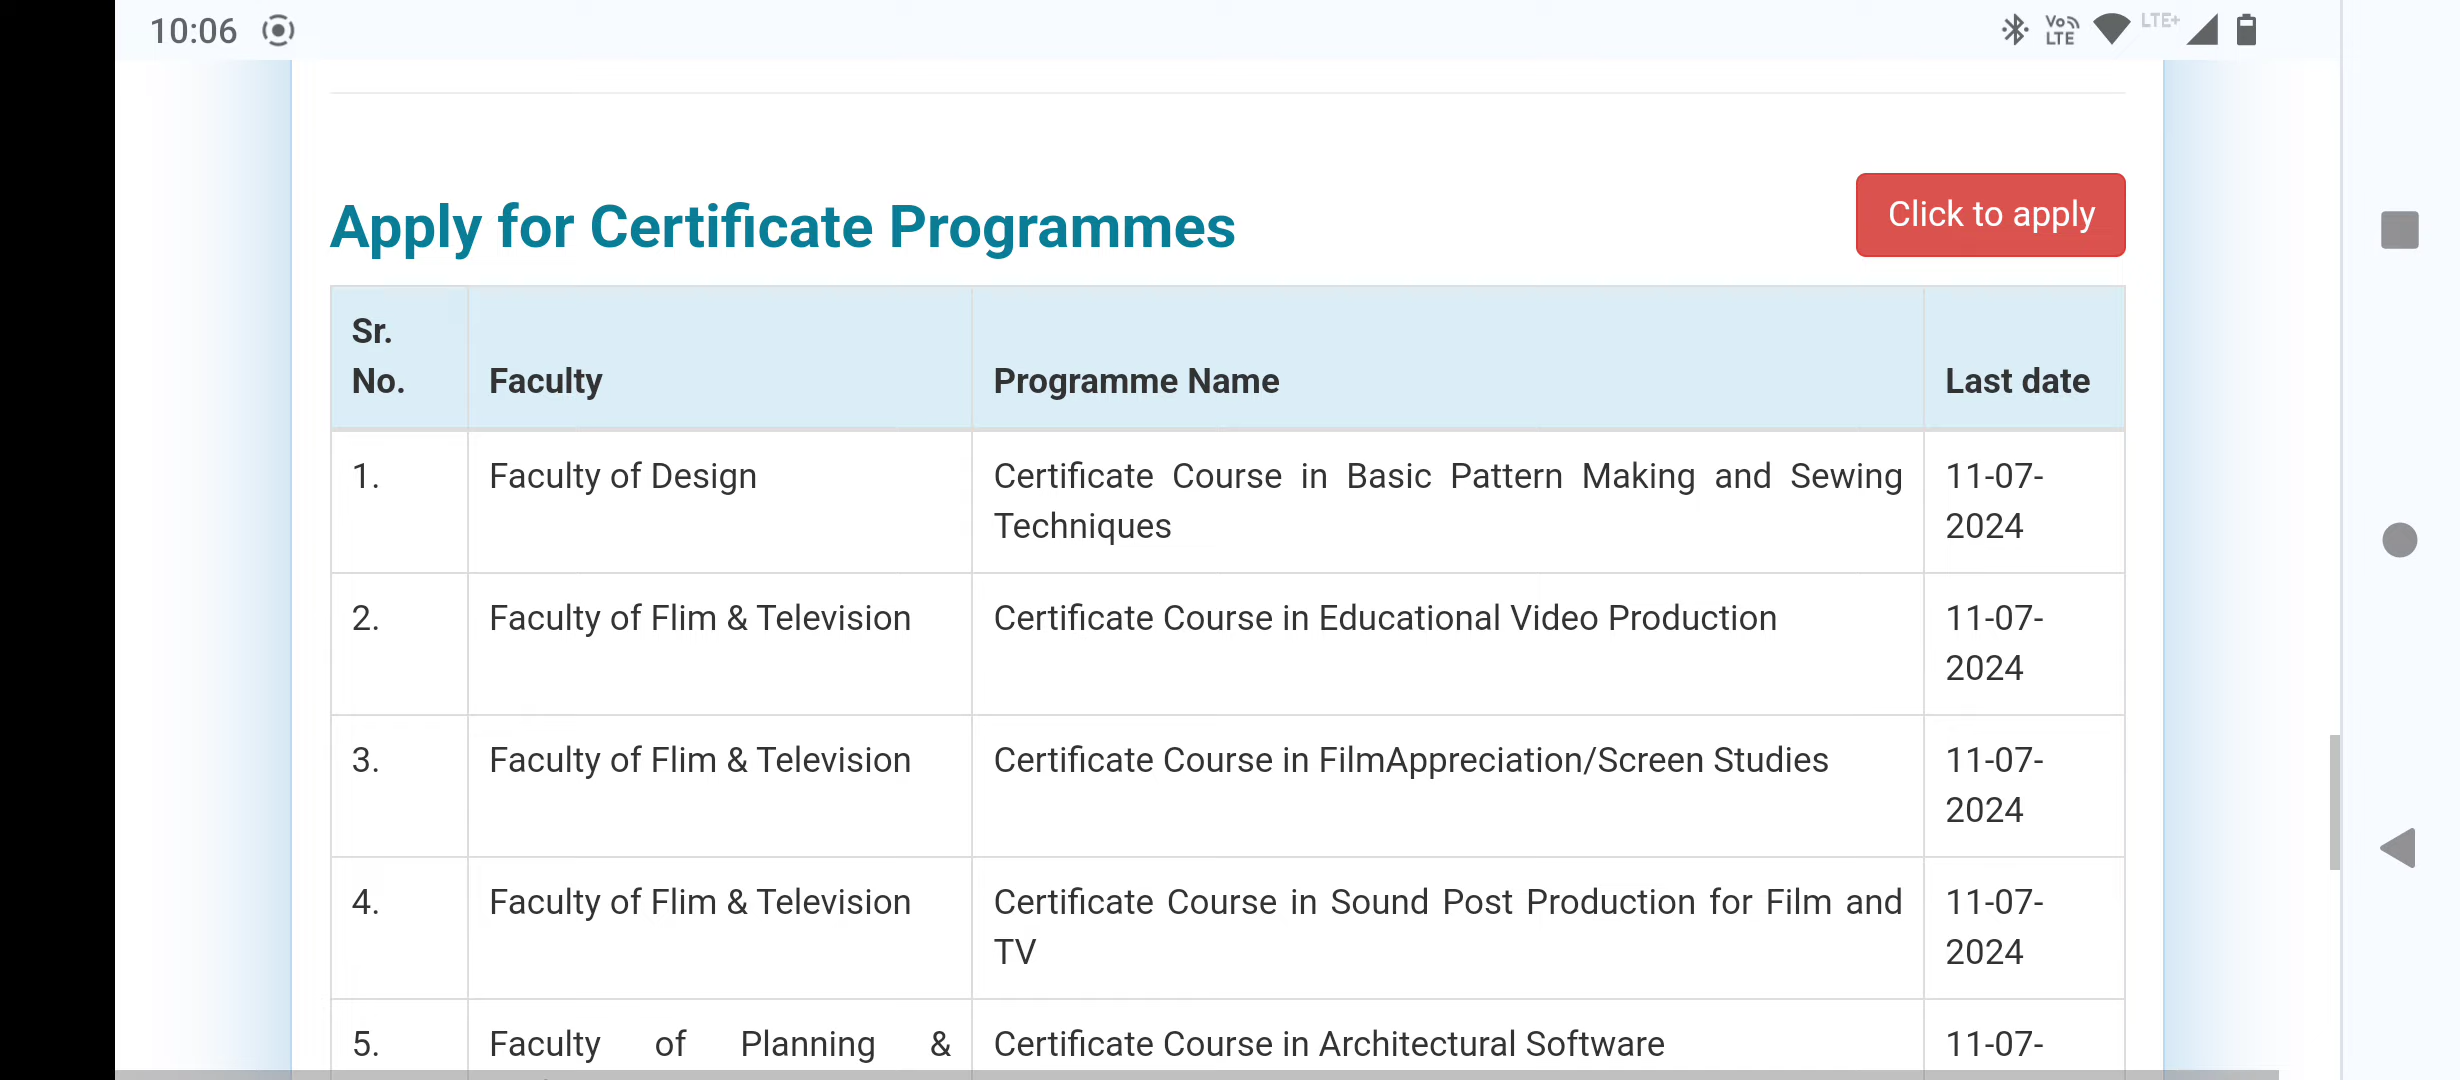 10:06
Vo LTE
LTE+
Apply for Certificate Programmes
Click to apply
Sr. No.
Faculty
Programme Name
Last date
1.
Faculty of Design
Certificate Course in Basic Pattern Making and Sewing
Techniques
11-07-
2024
2.
Faculty of Flim & Television
Certificate Course in Educational Video Production
11-07-
2024
3.
Faculty of Flim & Television
Certificate Course in FilmAppreciation/Screen Studies
11-07-
2024
4.
Faculty of Flim & Television
Certificate Course in Sound Post Production for Film and
TV
11-07-
2024
5.
Faculty of Planning &
Certificate Course in Architectural Software
11-07-